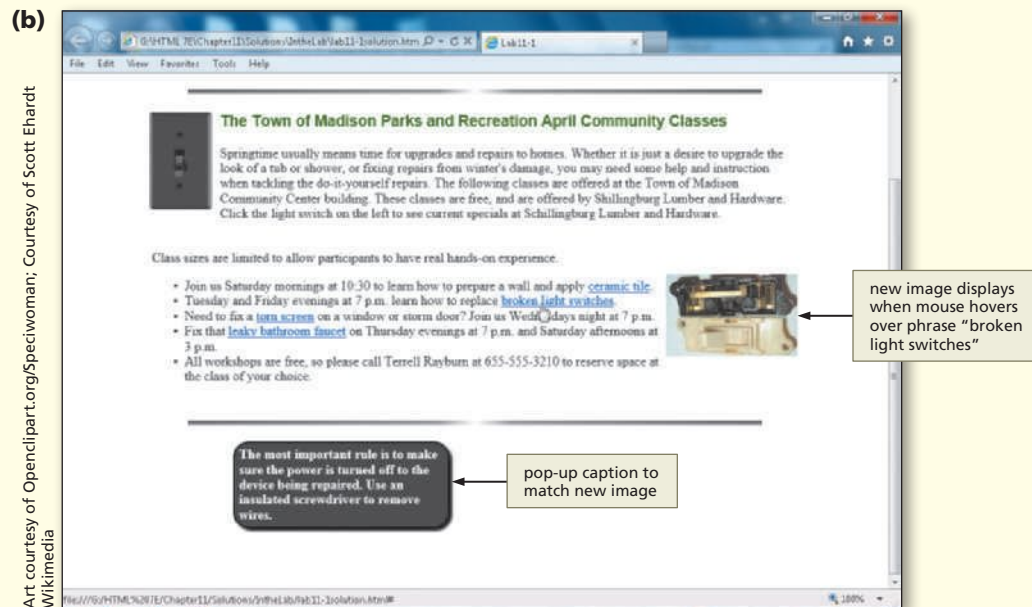 (b)
G:\HTML 7E\Chapter11\Solutions\IntheLab\lab11-1solution.htm
Lab11-1
File Edit View Favorites Tools Help
The Town of Madison Parks and Recreation April Community Classes
Springtime usually means time for upgrades and repairs to homes. Whether it is just a desire to upgrade the
look of a tub or shower, or fixing repairs from winter's damage, you may need some help and instruction
when tackling the do-it-yourself repairs. The following classes are offered at the Town of Madison
Community Center building. These classes are free, and are offered by Shillingburg Lumber and Hardware.
Click the light switch on the left to see current specials at Schillingburg Lumber and Hardware.
Class sizes are limited to allow participants to have real hands-on experience.
• Join us Saturday mornings at 10:30 to learn how to prepare a wall and apply ceramic tile.
• Tuesday and Friday evenings at 7 p.m. learn how to replace broken light switches.
• Need to fix a torn screen on a window or storm door? Join us days night at 7 p.m.
• Fix that leaky bathroom faucet on Thursday evenings at 7 p.m. and Saturday afternoons at
3 p.m.
• All workshops are free, so please call Terrell Rayburn at 655-555-3210 to reserve space at
the class of your choice.
new image displays
when mouse hovers
over phrase “broken
light switches”
The most important rule is to make
sure the power is turned off to the
device being repaired. Use an
insulated screwdriver to remove
wires.
pop-up caption to
match new image
file:///G:/HTML%207E/Chapter11/Solutions/IntheLab/lab11-1solution.htm#
100%
Art courtesy of Openclipart.org/Speciwoman; Courtesy of Scott Ehardt
Wikimedia